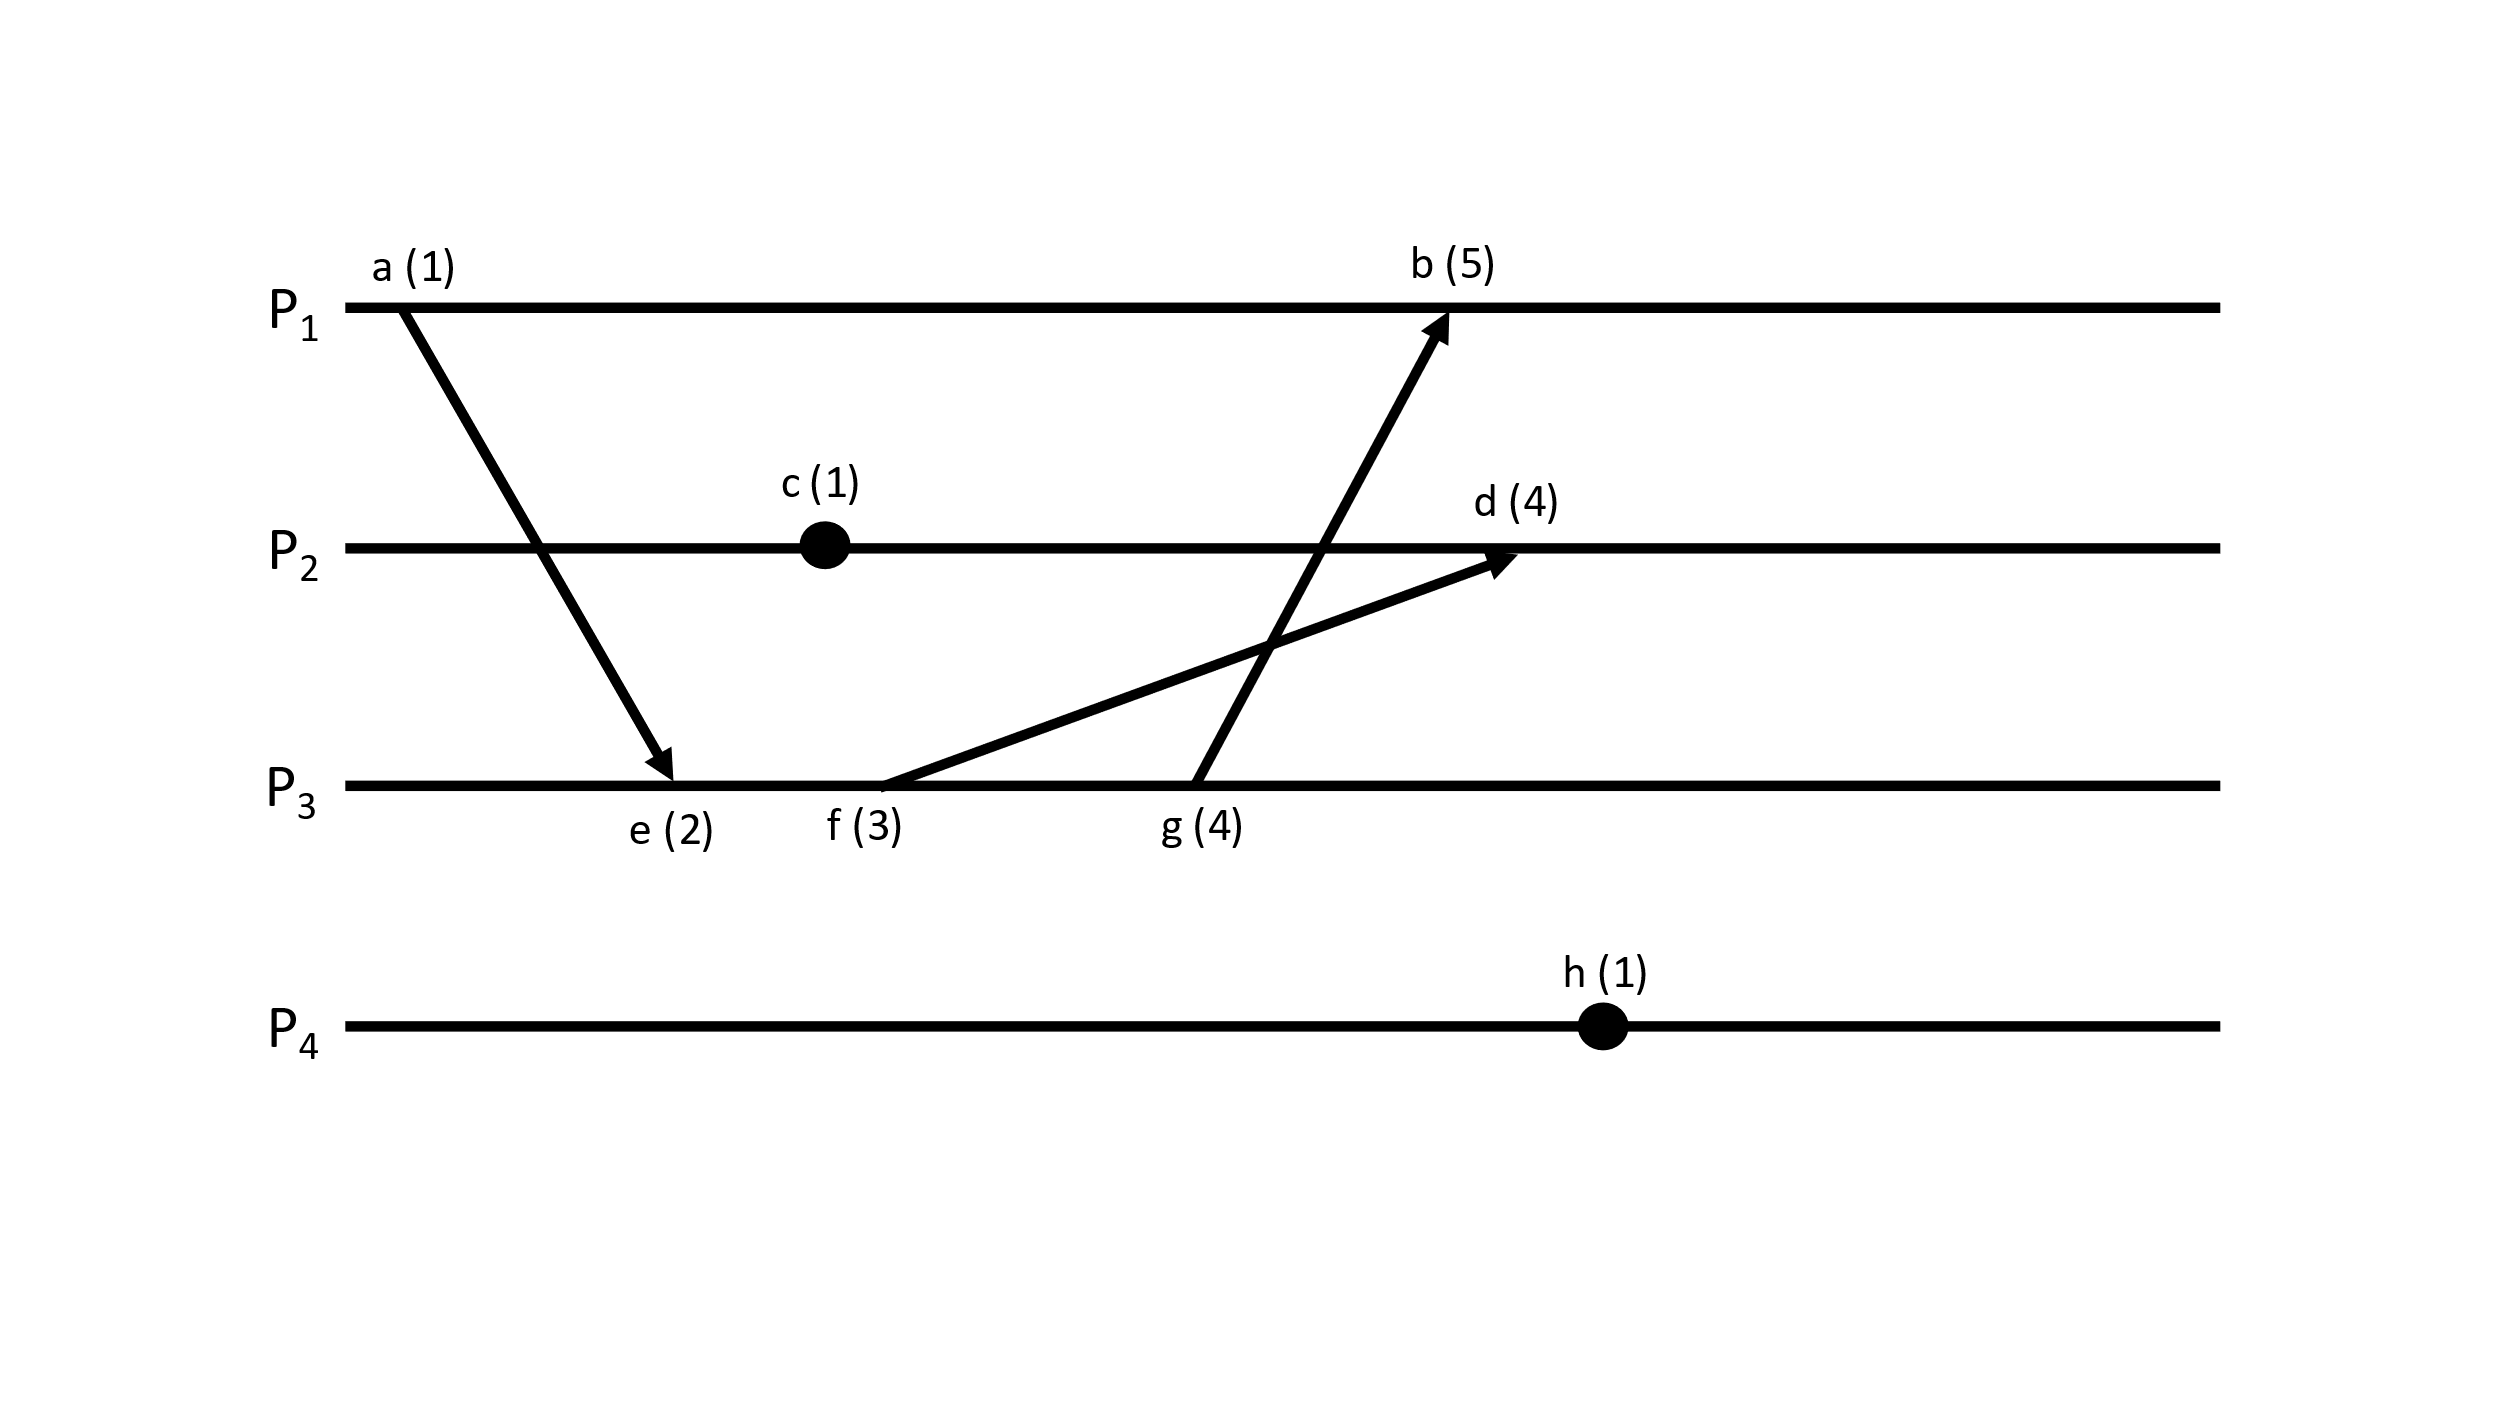 a (1)
b (5)
P1
c (1)
d (4)
P2
P3
e (2)
f (3)
g (4)
h (1)
P4